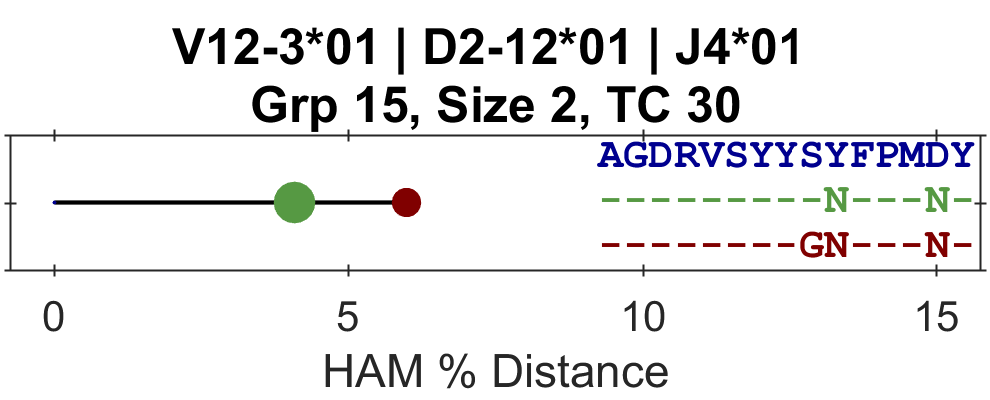 V12-3*01 | D2-12*01 | J4*01
Grp 15, Size 2, TC 30
AGDRVSYYSYFPMDY
---------N---N-
--------GN---N-
0 5 10 15
HAM % Distance